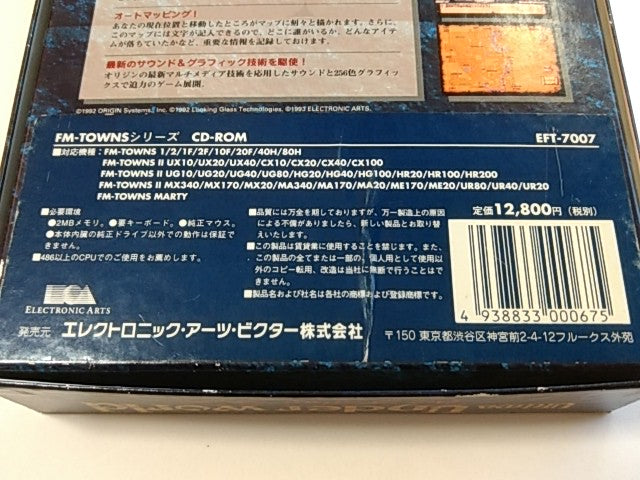 オートマッピング!
あなたの現在位置と移動したところがマップに刻々と描かれます。さらに、
このマップには文字が記入できるので、どこに誰がいるか、どんなアイテ
ムが落ちていたかなど、重要な情報を記録しておけます。
最新のサウンド&グラフィック技術を駆使!
オリジンの最新マルチメディア技術を応用したサウンドと256色グラフィッ
クスで迫力のゲーム展開。
©1992 ORIGIN Systems, Inc. ©1992 Looking Glass Technologies, ©1993 ELECTRONIC ARTS.
FM-TOWNSシリーズ CD-ROM
EFT-7007
■対応機種:FM-TOWNS 1/2/1F/2F/10F/20F/40H/80H
FM-TOWNS II UX10/UX20/UX40/CX10/CX20/CX40/CX100
FM-TOWNS II UG10/UG20/UG40/UG80/HG20/HG40/HG100/HR20/HR100/HR200
FM-TOWNS II MX340/MX170/MX20/MA340/MA170/MA20/ME170/ME20/UR80/UR40/UR20
FM-TOWNS MARTY
■必要環境
●2MBメモリ。●要キーボード。●純正マウス。
●本体内蔵の純正ドライブ以外での動作は保証で
きません。
■486以上のCPUでのご使用をお薦めします。
■品質には万全を期しておりますが、万一製造上の原因
による不備がありましたら、新しい製品とお取り替
えいたします。
■この製品は賃貸業に使用することを禁じます。また、
この製品の全てまたは一部の、個人用として使用以
外のコピー転用、改造は当社に無断で行うことはで
きません。
■製品名および社名は各社の商標および登録商標です。
定価12,800円(税別)
4 938833 000675
ELECTRONIC ARTS
発売元 エレクトロニック・アーツ・ビクター株式会社
〒150 東京都渋谷区神宮前2-4-12フルークス外苑
Ultima Underworld